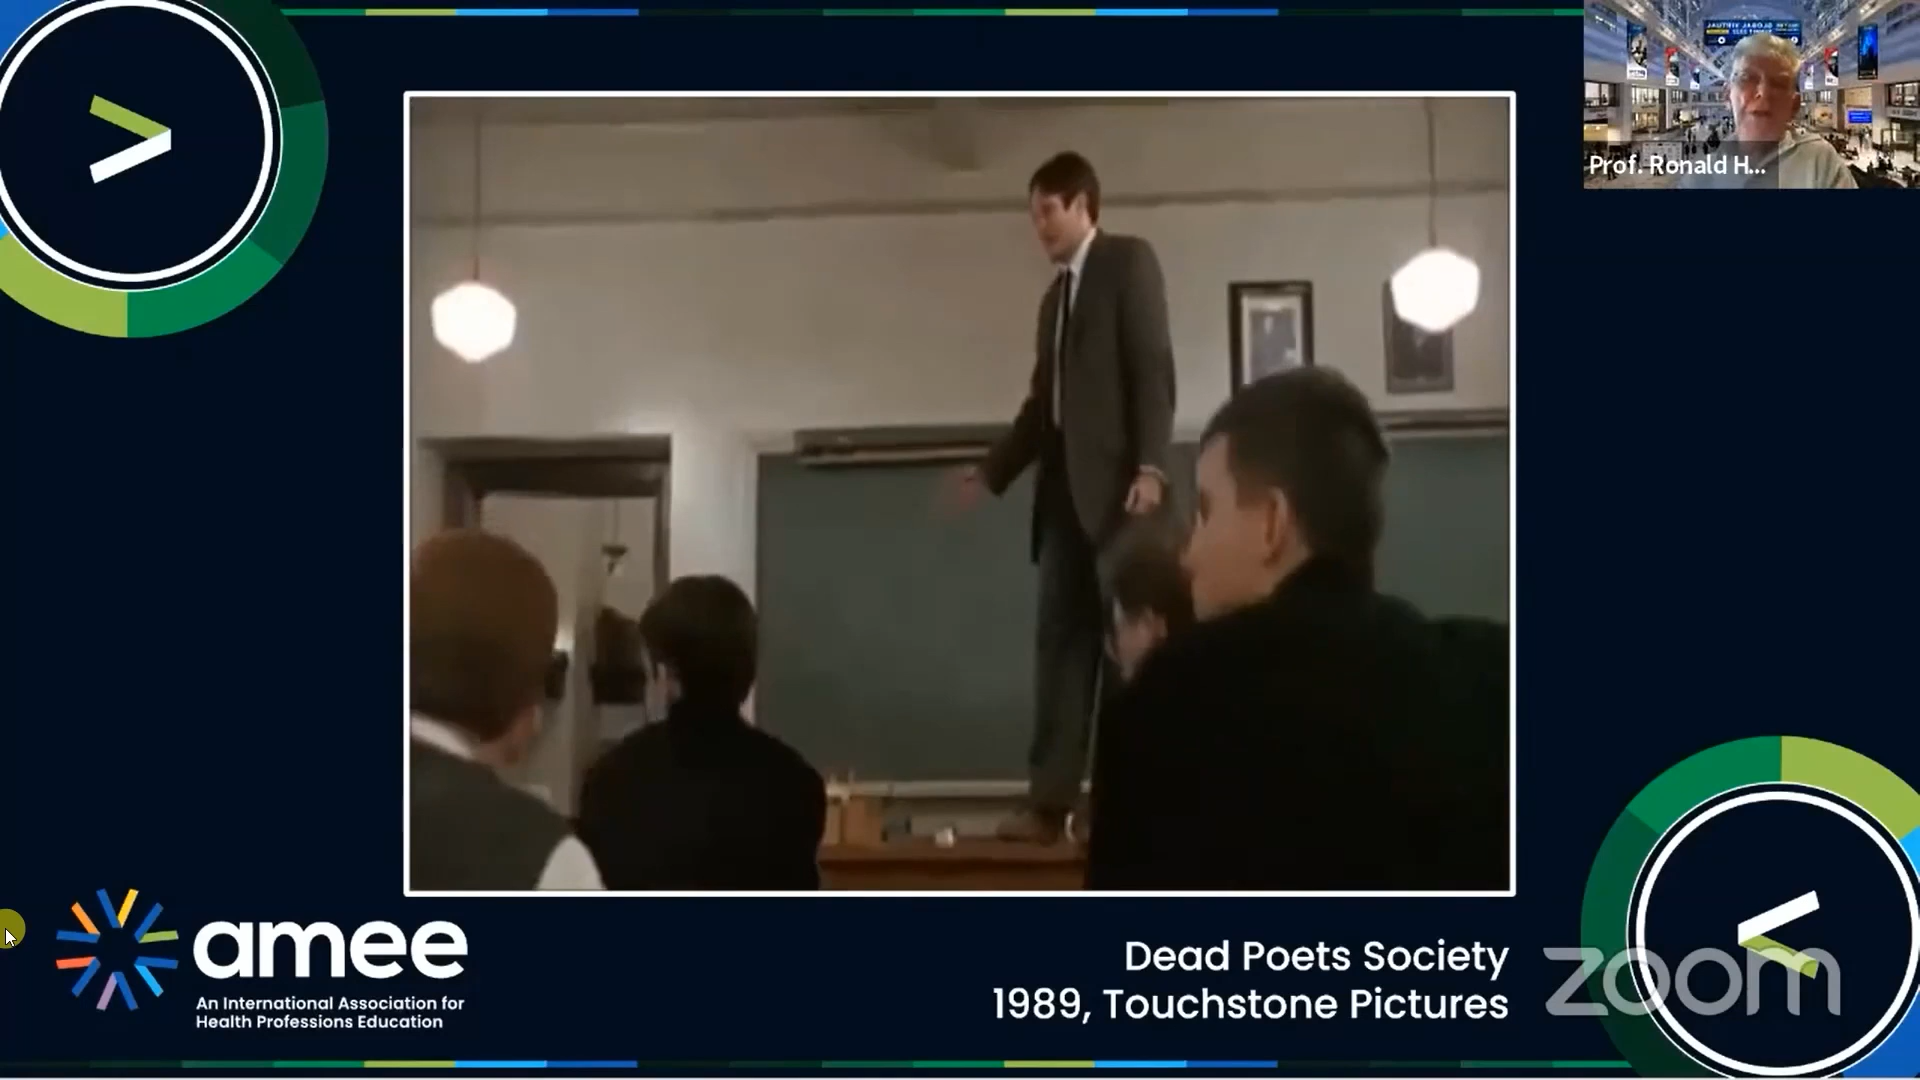 Prof. Ronald H...
amee
An International Association for
Health Professions Education
Dead Poets Society
1989, Touchstone Pictures
zoom